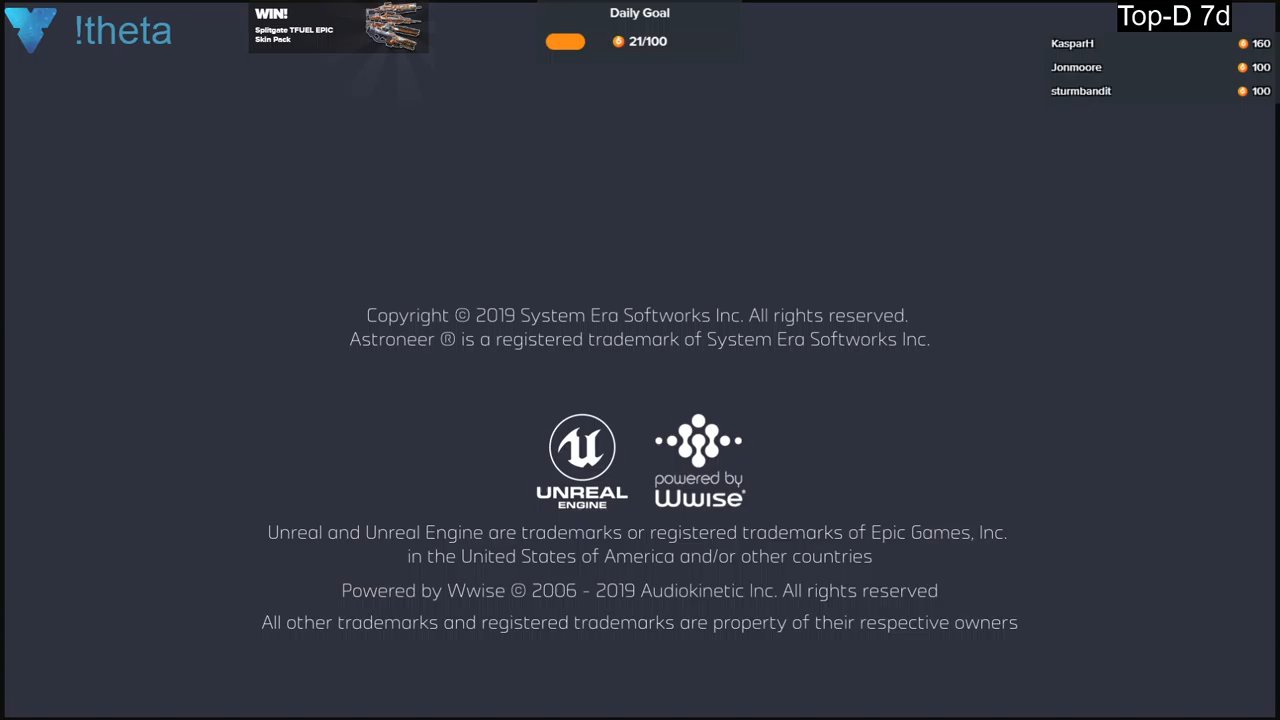 !theta
WIN!
Splitgate TFUEL EPIC
Skin Pack
Daily Goal
21/100
Top-D 7d
KasparH 160
Jonmoore 100
sturmbandit 100
Copyright © 2019 System Era Softworks Inc. All rights reserved.
Astroneer ® is a registered trademark of System Era Softworks Inc.
UNREAL
ENGINE
powered by
Wwise®
Unreal and Unreal Engine are trademarks or registered trademarks of Epic Games, Inc.
in the United States of America and/or other countries
Powered by Wwise © 2006 - 2019 Audiokinetic Inc. All rights reserved
All other trademarks and registered trademarks are property of their respective owners